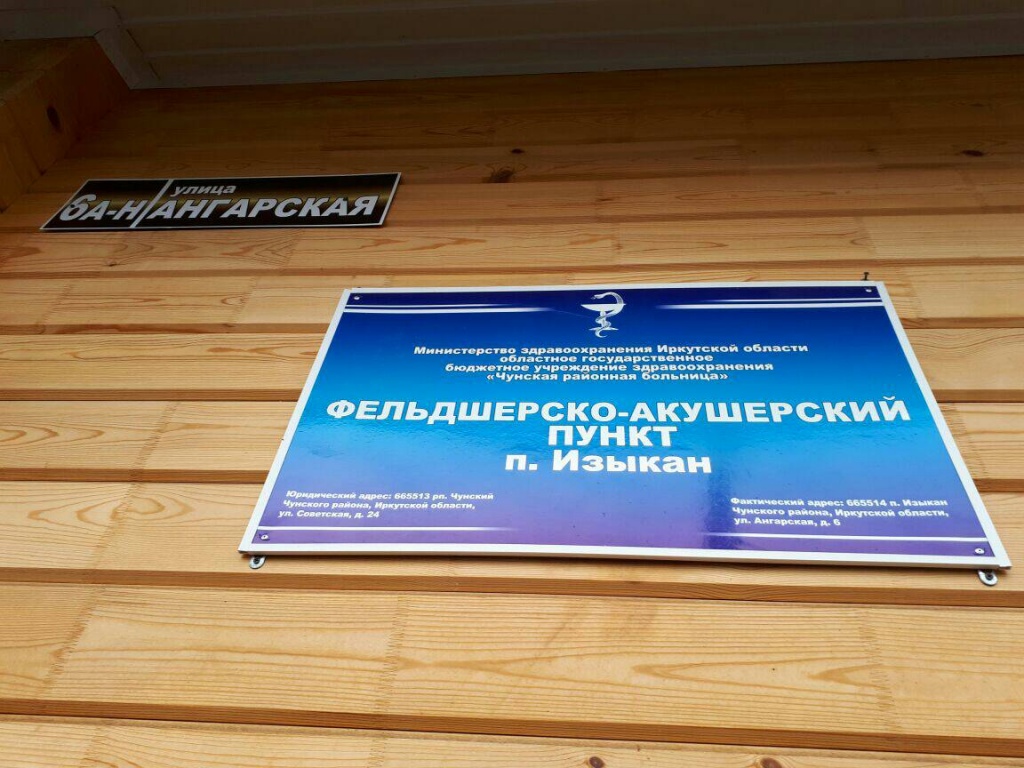 улица
6А-Н АНГАРСКАЯ
Министерство здравоохранения Иркутской области
областное государственное
бюджетное учреждение здравоохранения
«Чунская районная больница»
ФЕЛЬДШЕРСКО-АКУШЕРСКИЙ
ПУНКТ
п. Изыкан
Юридический адрес: 665513 рп. Чунский
Чунского района, Иркутской области,
ул. Советская, д. 24
Фактический адрес: 665514 п. Изыкан
Чунского района, Иркутской области,
ул. Ангарская, д. 6